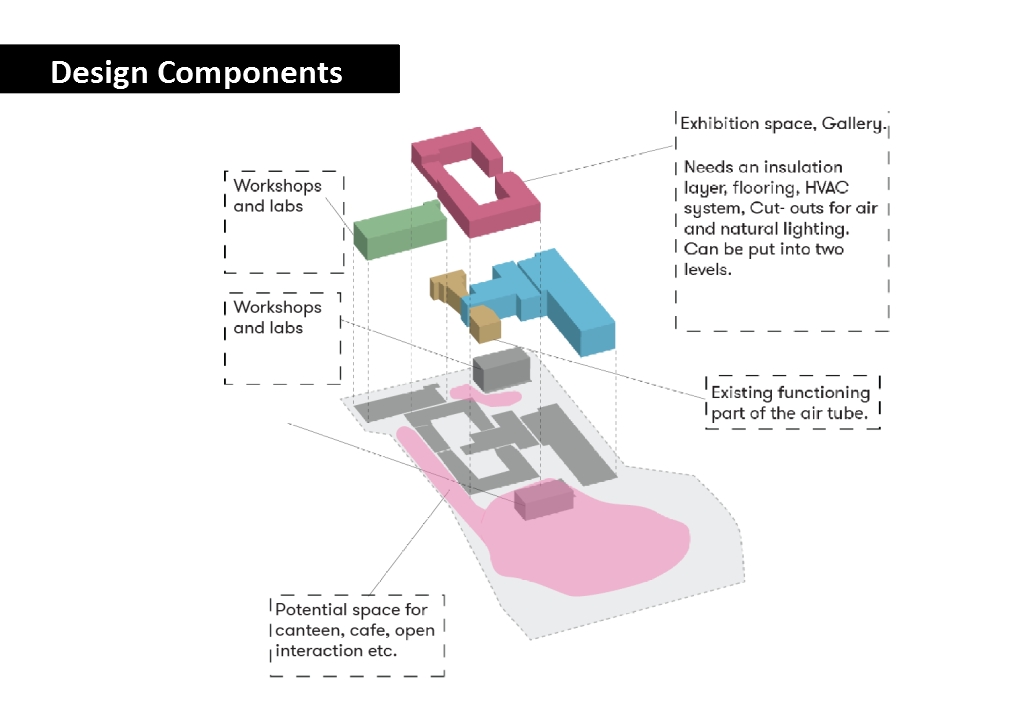 Design Components
Exhibition space, Gallery.
Needs an insulation
layer, flooring, HVAC
system, Cut- outs for air
and natural lighting.
Can be put into two
levels.
Workshops
and labs
Workshops
and labs
Existing functioning
part of the air tube.
Potential space for
canteen, cafe, open
interaction etc.